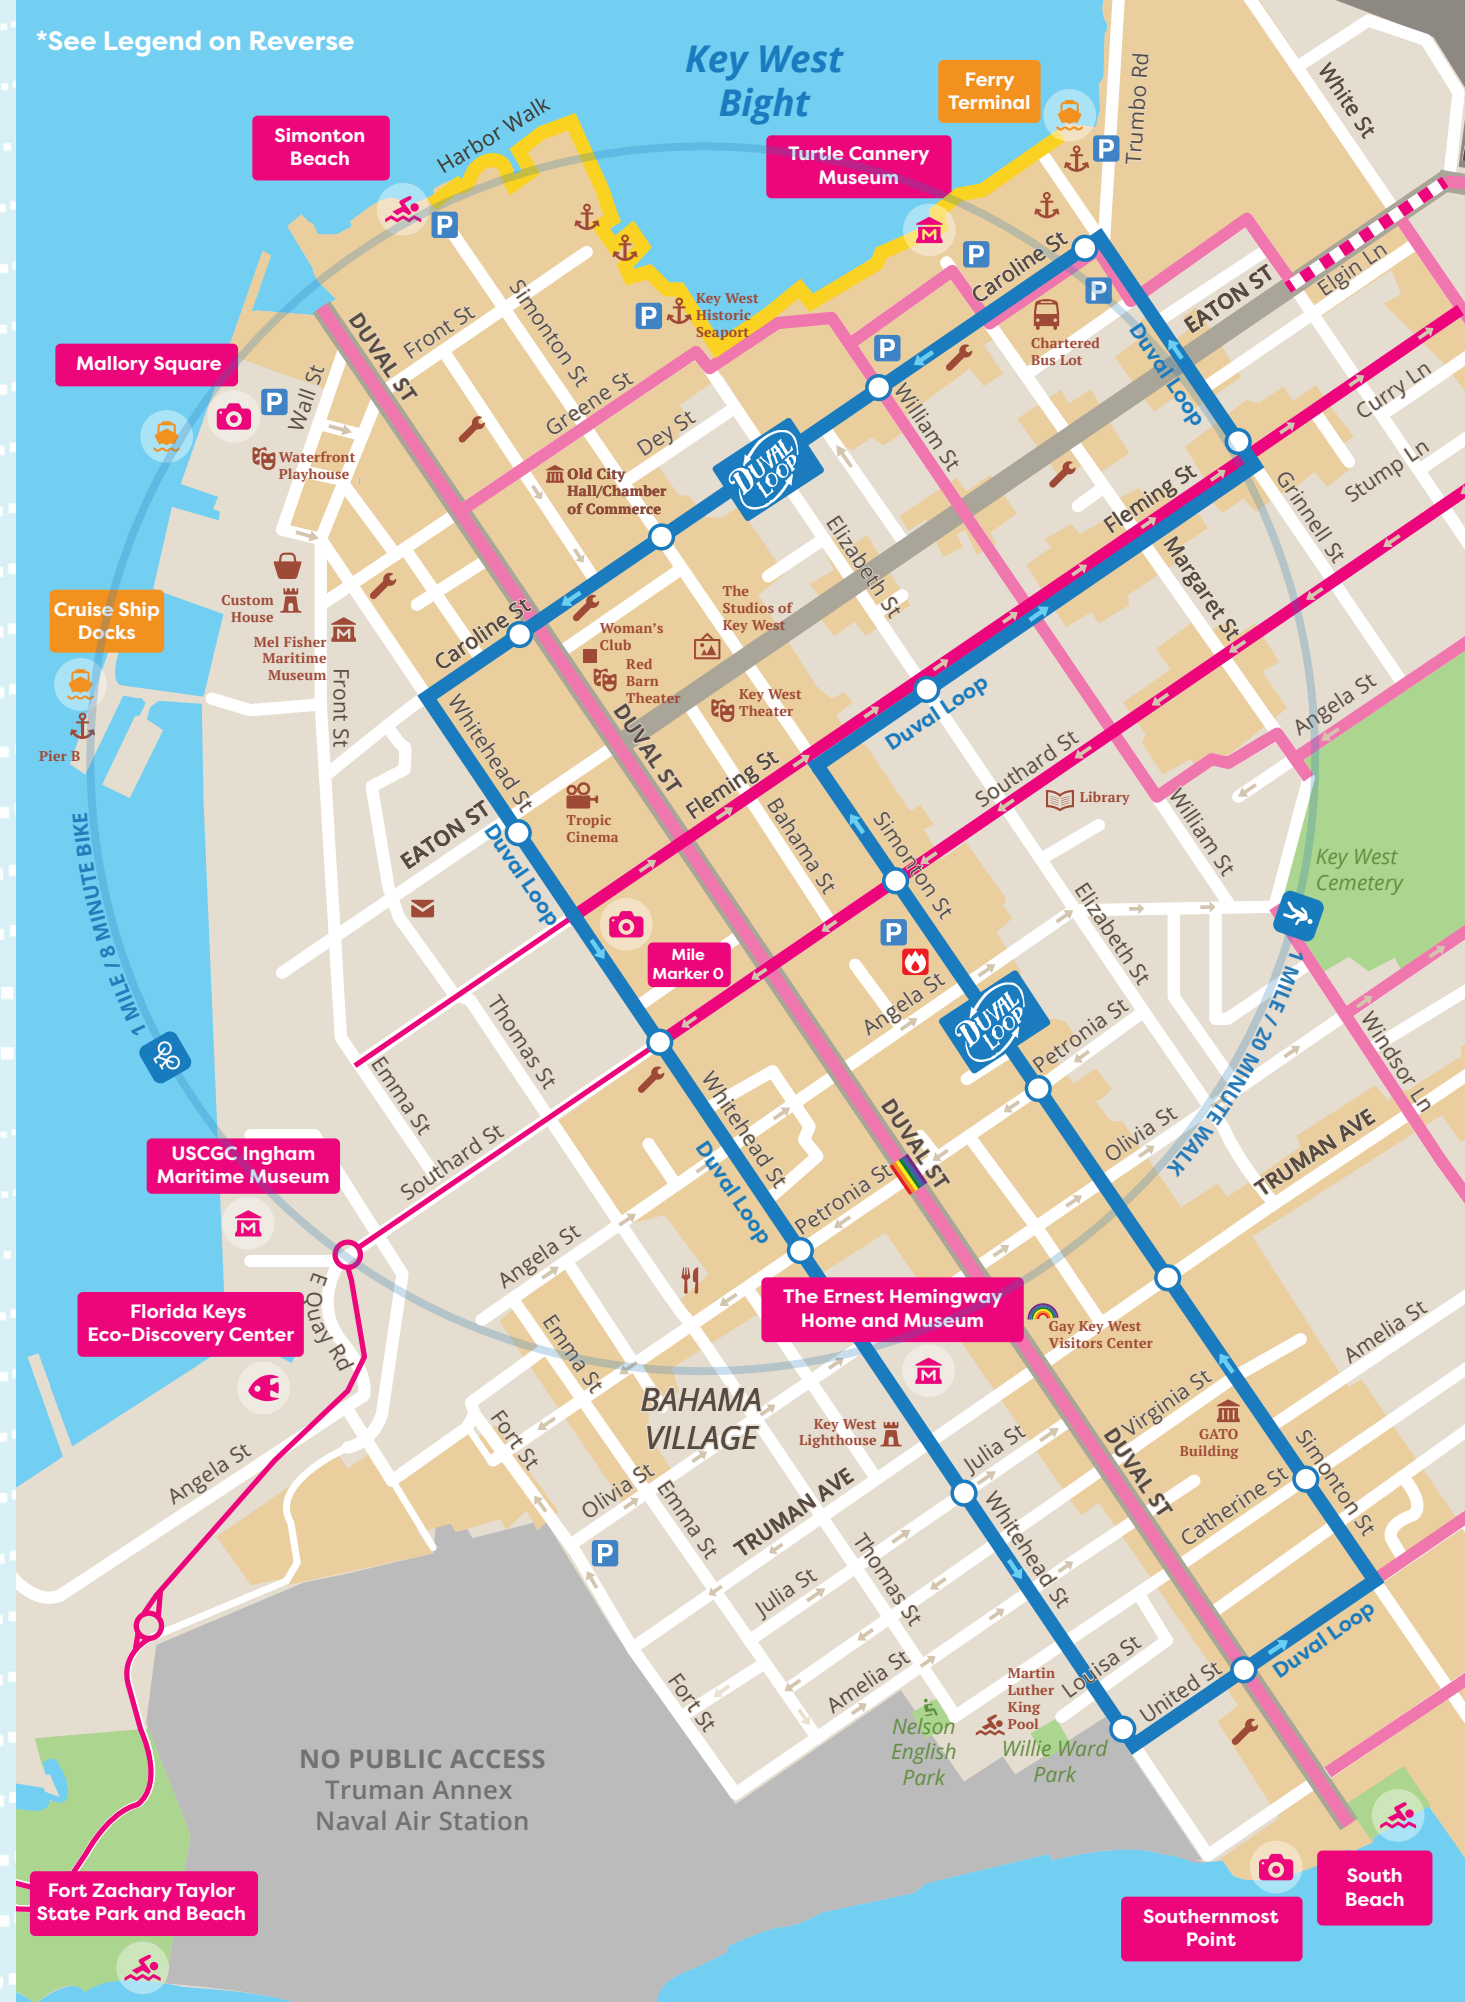 *See Legend on Reverse
Key West
Bight
Ferry
Terminal
Trumbo Rd
White St
Simonton
Beach
Harbor Walk
Turtle Cannery
Museum
P
P
P
Caroline St
P
EATON ST
Elgin Ln
Simonton St
DUVAL ST
Front St
P
Key West
Historic
Seaport
Chartered
Bus Lot
Duval Loop
Mallory Square
P
Wall St
P
Greene St
Dey St
William St
Curry Ln
Waterfront
Playhouse
Old City
Hall/Chamber
of Commerce
DUVAL
LOOP
Stump Ln
Fleming St
Grinnell St
Elizabeth St
Margaret St
Cruise Ship
Docks
Custom
House
Mel Fisher
Maritime
Museum
Caroline St
Woman's
Club
Red
Barn
Theater
The
Studios of
Key West
Key West
Theater
Front St
Whitehead St
DUVAL ST
Duval Loop
Angela St
Pier B
Southard St
Library
Fleming St
Bahama St
Simonton St
William St
Tropic
Cinema
EATON ST
Duval Loop
Key West
Cemetery
1 MILE / 8 MINUTE BIKE
P
Elizabeth St
Mile
Marker 0
1 MILE / 20 MINUTE WALK
Angela St
DUVAL
LOOP
Petronia St
Windsor Ln
Thomas St
Emma St
Whitehead St
DUVAL ST
Olivia St
TRUMAN AVE
USCGC Ingham
Maritime Museum
Southard St
Duval Loop
Petronia St
Angela St
Florida Keys
Eco-Discovery Center
E Quay Rd
The Ernest Hemingway
Home and Museum
Gay Key West
Visitors Center
Amelia St
Emma St
BAHAMA
VILLAGE
Virginia St
Key West
Lighthouse
Fort St
Julia St
GATO
Building
DUVAL ST
Simonton St
Angela St
Olivia St
Emma St
TRUMAN AVE
Catherine St
Whitehead St
P
Thomas St
Julia St
Duval Loop
Louisa St
United St
Amelia St
Martin
Luther
King
Pool
Fort St
Nelson
English
Park
Willie Ward
Park
NO PUBLIC ACCESS
Truman Annex
Naval Air Station
Fort Zachary Taylor
State Park and Beach
South
Beach
Southernmost
Point